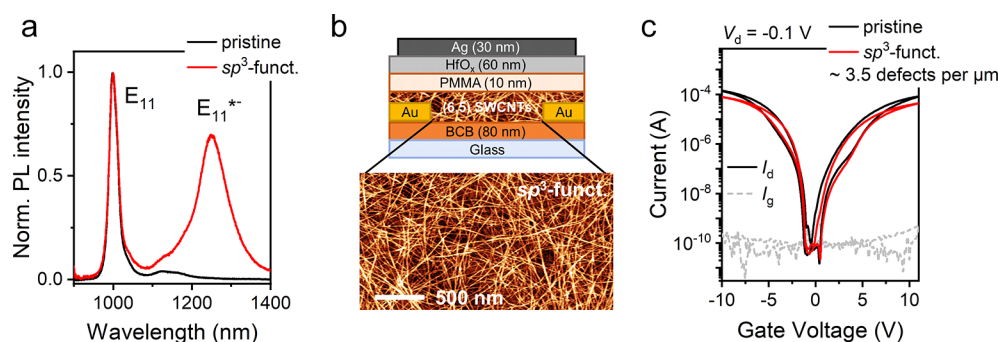 a
pristine
sp³-funct.
Norm. PL intensity
1.0
0.5
0.0
E₁₁
E₁₁*⁻
1000
1200
1400
Wavelength (nm)
b
Ag (30 nm)
HfOₓ (60 nm)
PMMA (10 nm)
Au
(6,5) SWCNTs
Au
BCB (80 nm)
Glass
sp³-funct.
500 nm
c
V_d = -0.1 V
pristine
sp³-funct.
~ 3.5 defects per µm
Current (A)
10⁻⁴
10⁻⁶
10⁻⁸
10⁻¹⁰
I_d
I_g
-10
-5
0
5
10
Gate Voltage (V)